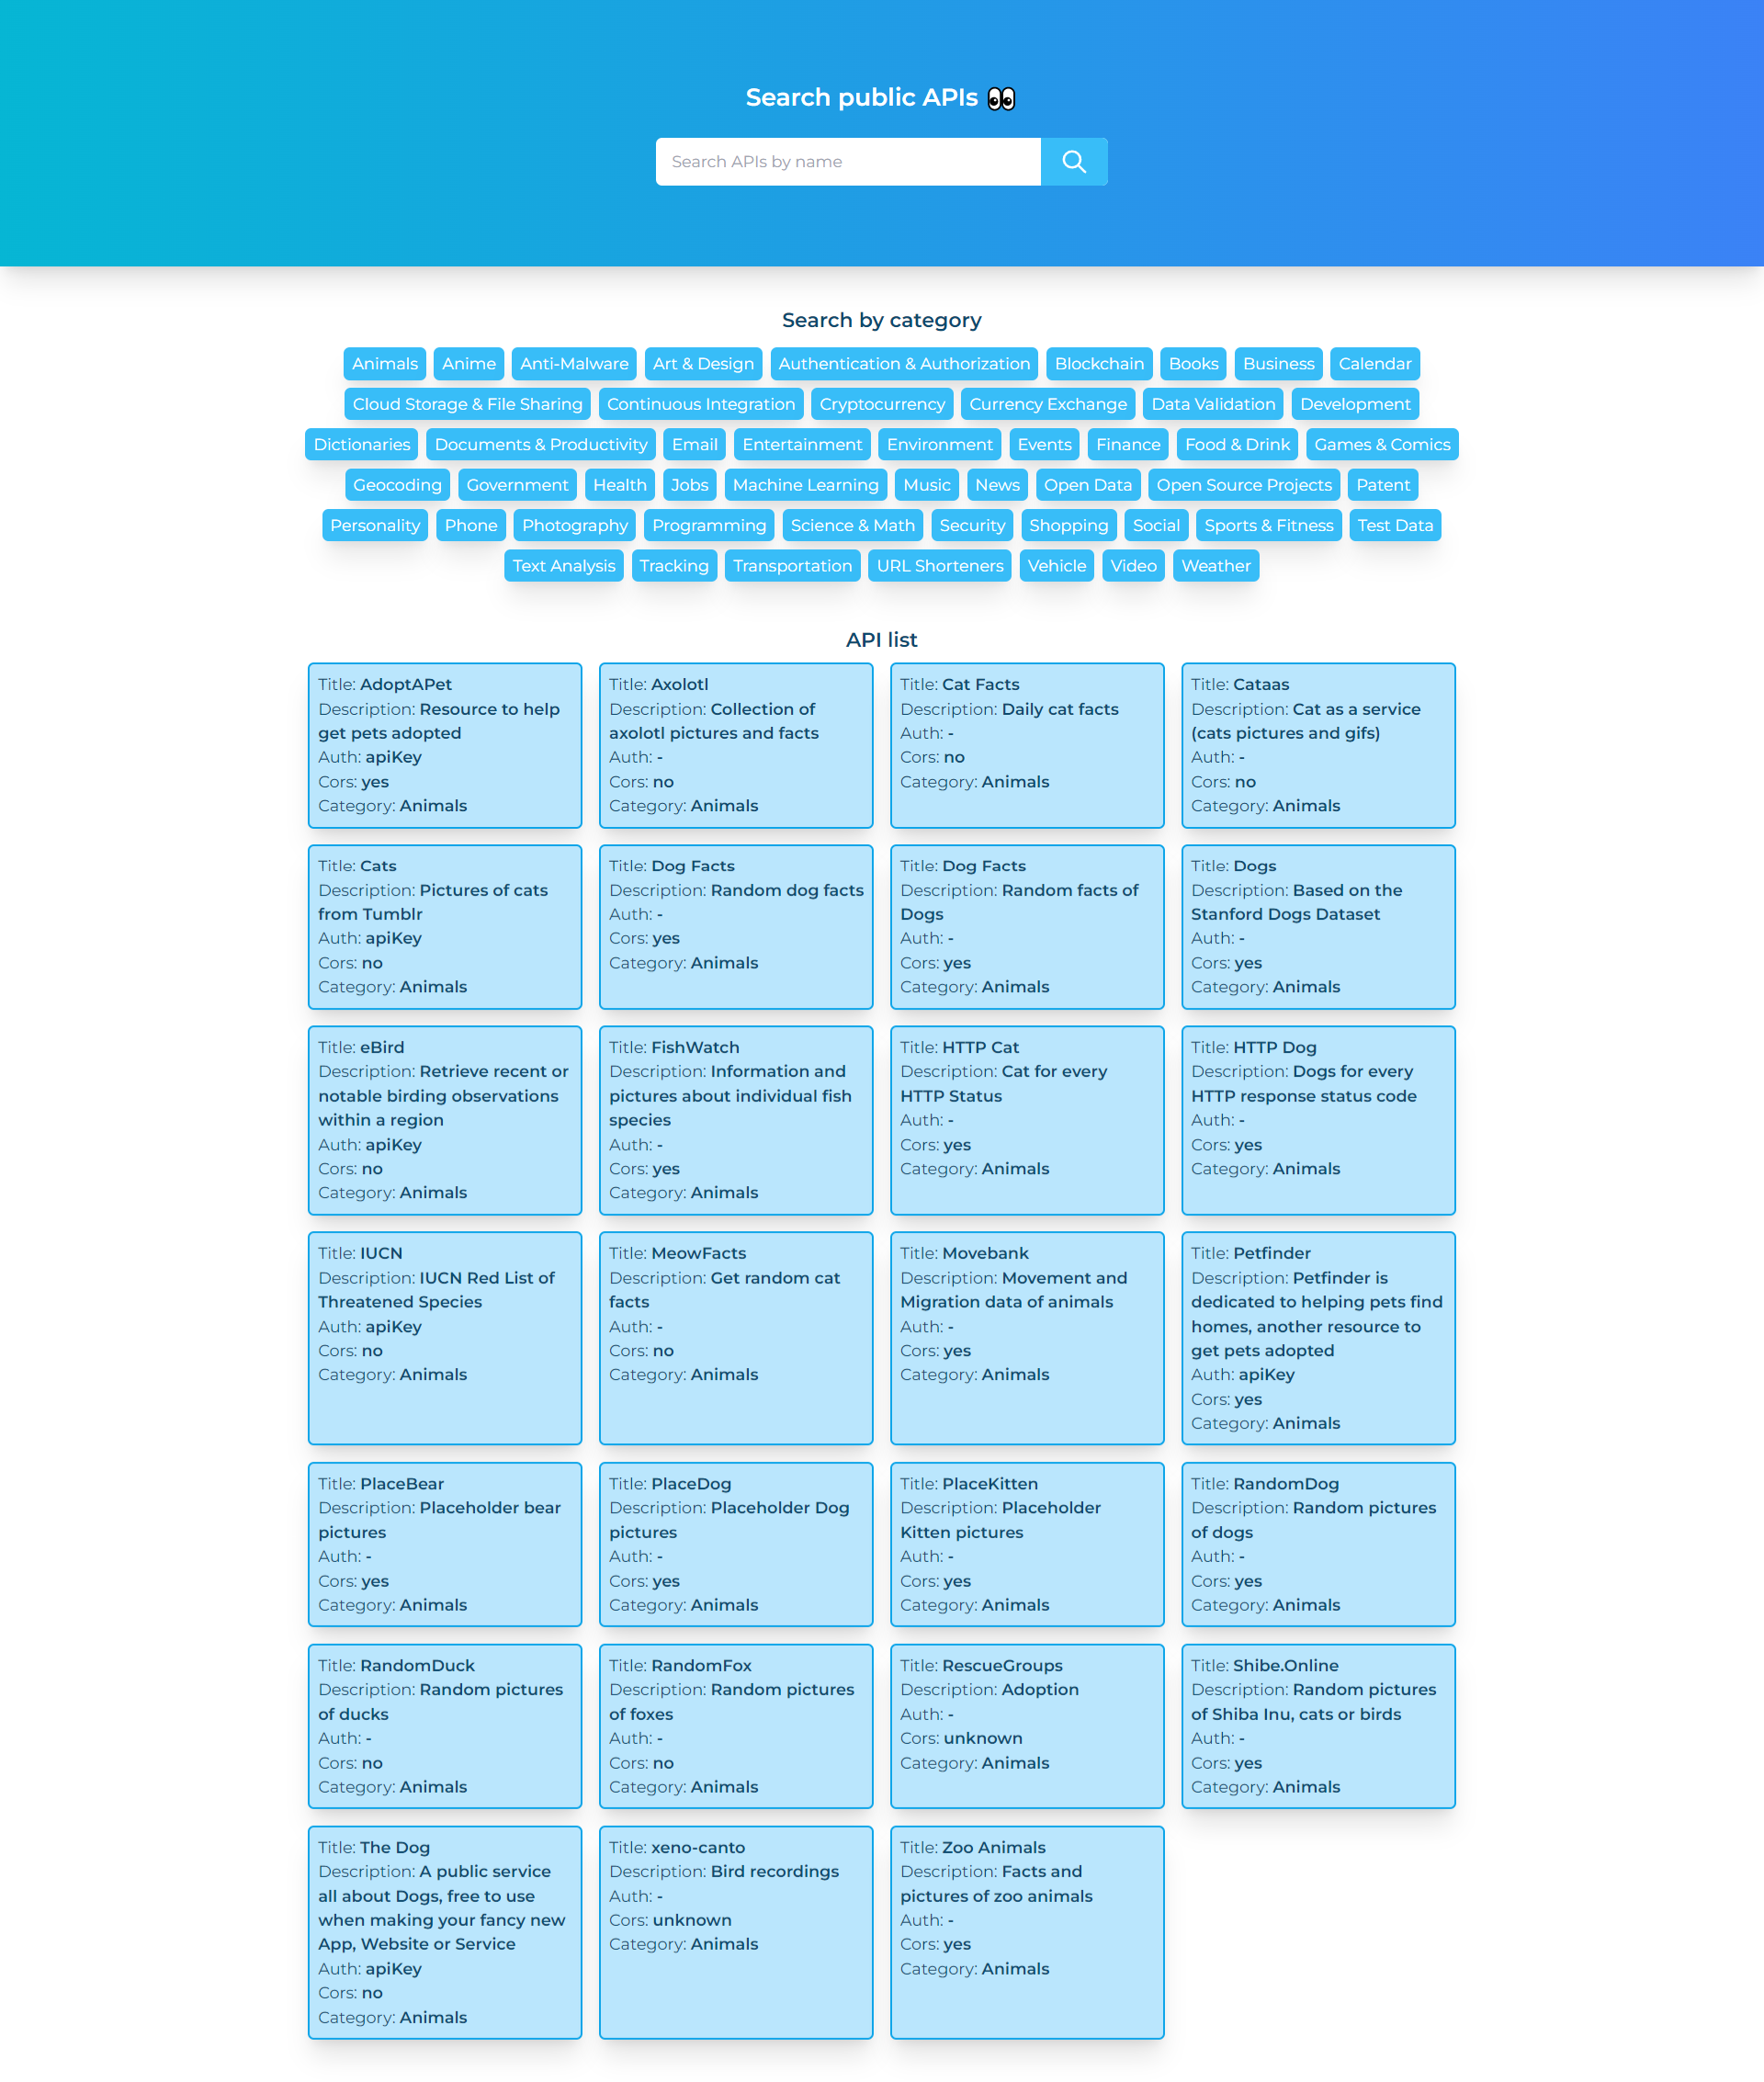 Search public APIs 👀
Search APIs by name
Search by category
Animals Anime Anti-Malware Art & Design Authentication & Authorization Blockchain Books Business Calendar
Cloud Storage & File Sharing Continuous Integration Cryptocurrency Currency Exchange Data Validation Development
Dictionaries Documents & Productivity Email Entertainment Environment Events Finance Food & Drink Games & Comics
Geocoding Government Health Jobs Machine Learning Music News Open Data Open Source Projects Patent
Personality Phone Photography Programming Science & Math Security Shopping Social Sports & Fitness Test Data
Text Analysis Tracking Transportation URL Shorteners Vehicle Video Weather
API list
Title: AdoptAPet
Description: Resource to help
get pets adopted
Auth: apiKey
Cors: yes
Category: Animals
Title: Axolotl
Description: Collection of
axolotl pictures and facts
Auth: -
Cors: no
Category: Animals
Title: Cat Facts
Description: Daily cat facts
Auth: -
Cors: no
Category: Animals
Title: Cataas
Description: Cat as a service
(cats pictures and gifs)
Auth: -
Cors: no
Category: Animals
Title: Cats
Description: Pictures of cats
from Tumblr
Auth: apiKey
Cors: no
Category: Animals
Title: Dog Facts
Description: Random dog facts
Auth: -
Cors: yes
Category: Animals
Title: Dog Facts
Description: Random facts of
Dogs
Auth: -
Cors: yes
Category: Animals
Title: Dogs
Description: Based on the
Stanford Dogs Dataset
Auth: -
Cors: yes
Category: Animals
Title: eBird
Description: Retrieve recent or
notable birding observations
within a region
Auth: apiKey
Cors: no
Category: Animals
Title: FishWatch
Description: Information and
pictures about individual fish
species
Auth: -
Cors: yes
Category: Animals
Title: HTTP Cat
Description: Cat for every
HTTP Status
Auth: -
Cors: yes
Category: Animals
Title: HTTP Dog
Description: Dogs for every
HTTP response status code
Auth: -
Cors: yes
Category: Animals
Title: IUCN
Description: IUCN Red List of
Threatened Species
Auth: apiKey
Cors: no
Category: Animals
Title: MeowFacts
Description: Get random cat
facts
Auth: -
Cors: no
Category: Animals
Title: Movebank
Description: Movement and
Migration data of animals
Auth: -
Cors: yes
Category: Animals
Title: Petfinder
Description: Petfinder is
dedicated to helping pets find
homes, another resource to
get pets adopted
Auth: apiKey
Cors: yes
Category: Animals
Title: PlaceBear
Description: Placeholder bear
pictures
Auth: -
Cors: yes
Category: Animals
Title: PlaceDog
Description: Placeholder Dog
pictures
Auth: -
Cors: yes
Category: Animals
Title: PlaceKitten
Description: Placeholder
Kitten pictures
Auth: -
Cors: yes
Category: Animals
Title: RandomDog
Description: Random pictures
of dogs
Auth: -
Cors: yes
Category: Animals
Title: RandomDuck
Description: Random pictures
of ducks
Auth: -
Cors: no
Category: Animals
Title: RandomFox
Description: Random pictures
of foxes
Auth: -
Cors: no
Category: Animals
Title: RescueGroups
Description: Adoption
Auth: -
Cors: unknown
Category: Animals
Title: Shibe.Online
Description: Random pictures
of Shiba Inu, cats or birds
Auth: -
Cors: yes
Category: Animals
Title: The Dog
Description: A public service
all about Dogs, free to use
when making your fancy new
App, Website or Service
Auth: apiKey
Cors: no
Category: Animals
Title: xeno-canto
Description: Bird recordings
Auth: -
Cors: unknown
Category: Animals
Title: Zoo Animals
Description: Facts and
pictures of zoo animals
Auth: -
Cors: yes
Category: Animals